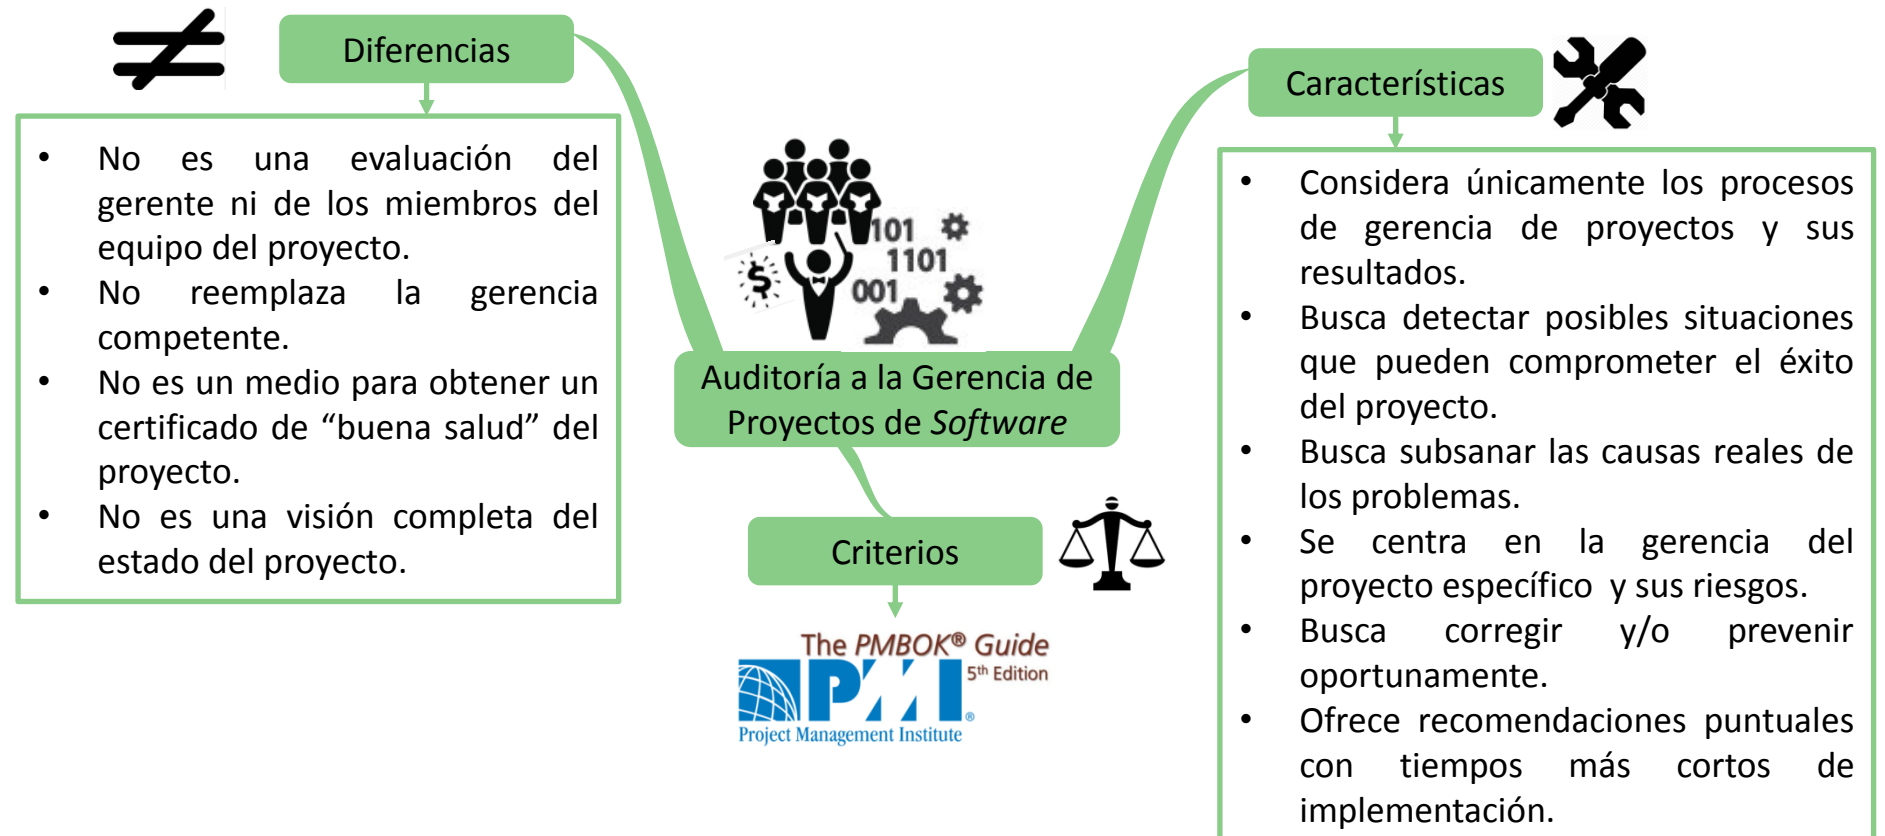 Diferencias
• No es una evaluación del
gerente ni de los miembros del
equipo del proyecto.
• No reemplaza la gerencia
competente.
• No es un medio para obtener un
certificado de “buena salud” del
proyecto.
• No es una visión completa del
estado del proyecto.
$
101
1101
001
Auditoría a la Gerencia de
Proyectos de Software
Criterios
The PMBOK® Guide
5th Edition
PMI®
Project Management Institute
Característícas
• Considera únicamente los procesos
de gerencia de proyectos y sus
resultados.
• Busca detectar posibles situaciones
que pueden comprometer el éxito
del proyecto.
• Busca subsanar las causas reales de
los problemas.
• Se centra en la gerencia del
proyecto específico y sus riesgos.
• Busca corregir y/o prevenir
oportunamente.
• Ofrece recomendaciones puntuales
con tiempos más cortos de
implementación.